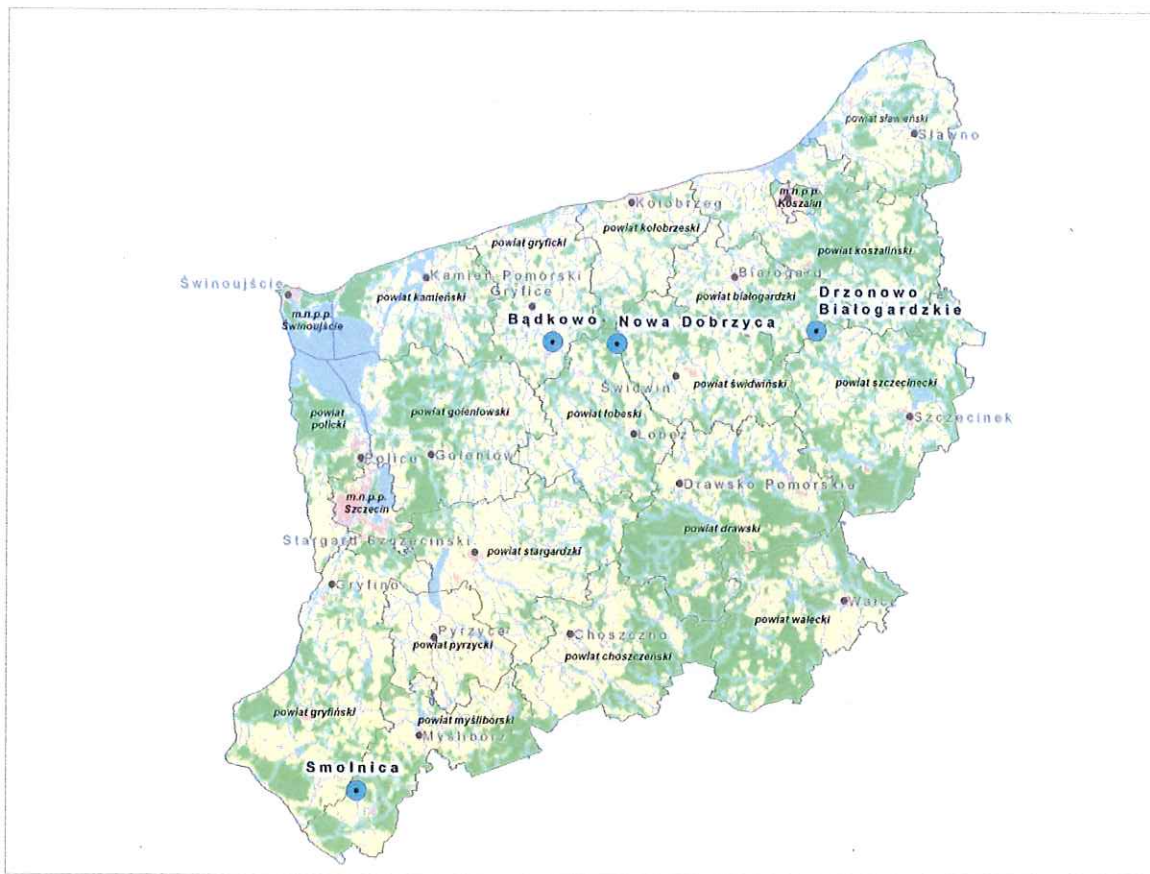 powiat sławieński
Sławno
m.n.p.p.
Koszalin
Kołobrzeg
powiat kołobrzeski
powiat gryficki
powiat koszaliński
Świnoujście
Kamień Pomorski
Gryfice
powiat kamieński
Białogard
powiat białogardzki
Drzonowo
Białogardzkie
m.n.p.p.
Świnoujście
Bądkowo
Nowa Dobrzyca
Świdwin
powiat świdwiński
powiat szczecinecki
powiat
policki
powiat goleniowski
powiat łobeski
Szczecinek
Łobez
Police
Goleniów
Drawsko Pomorskie
m.n.p.p.
Szczecin
powiat drawski
Stargard Szczeciński
powiat stargardzki
Gryfino
Wałcz
powiat wałecki
Pyrzyce
powiat pyrzycki
Choszczno
powiat choszczeński
powiat gryfiński
powiat myśliborski
Myślibórz
Smolnica